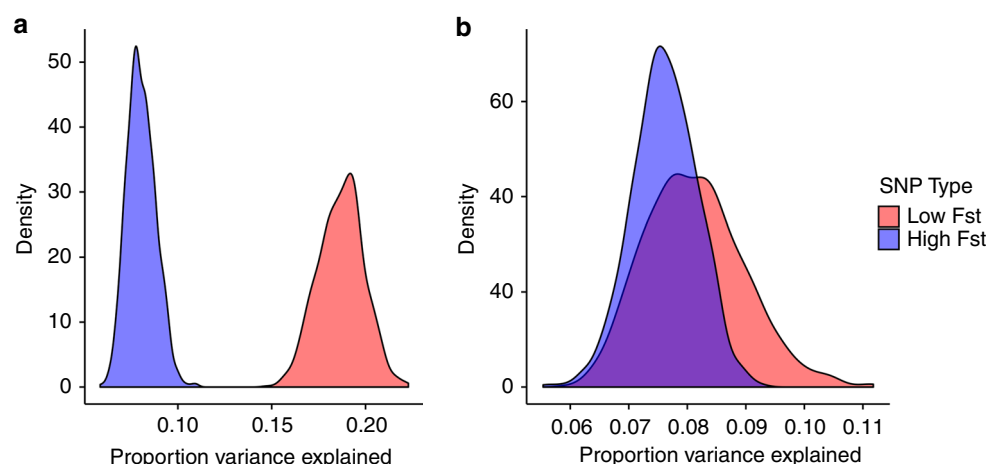 a
50
40
30
20
10
0
Density
0.10 0.15 0.20
Proportion variance explained
b
60
40
40
0
Density
0.06 0.07 0.08 0.09 0.10 0.11
Proportion variance explained
SNP Type
Low Fst
High Fst